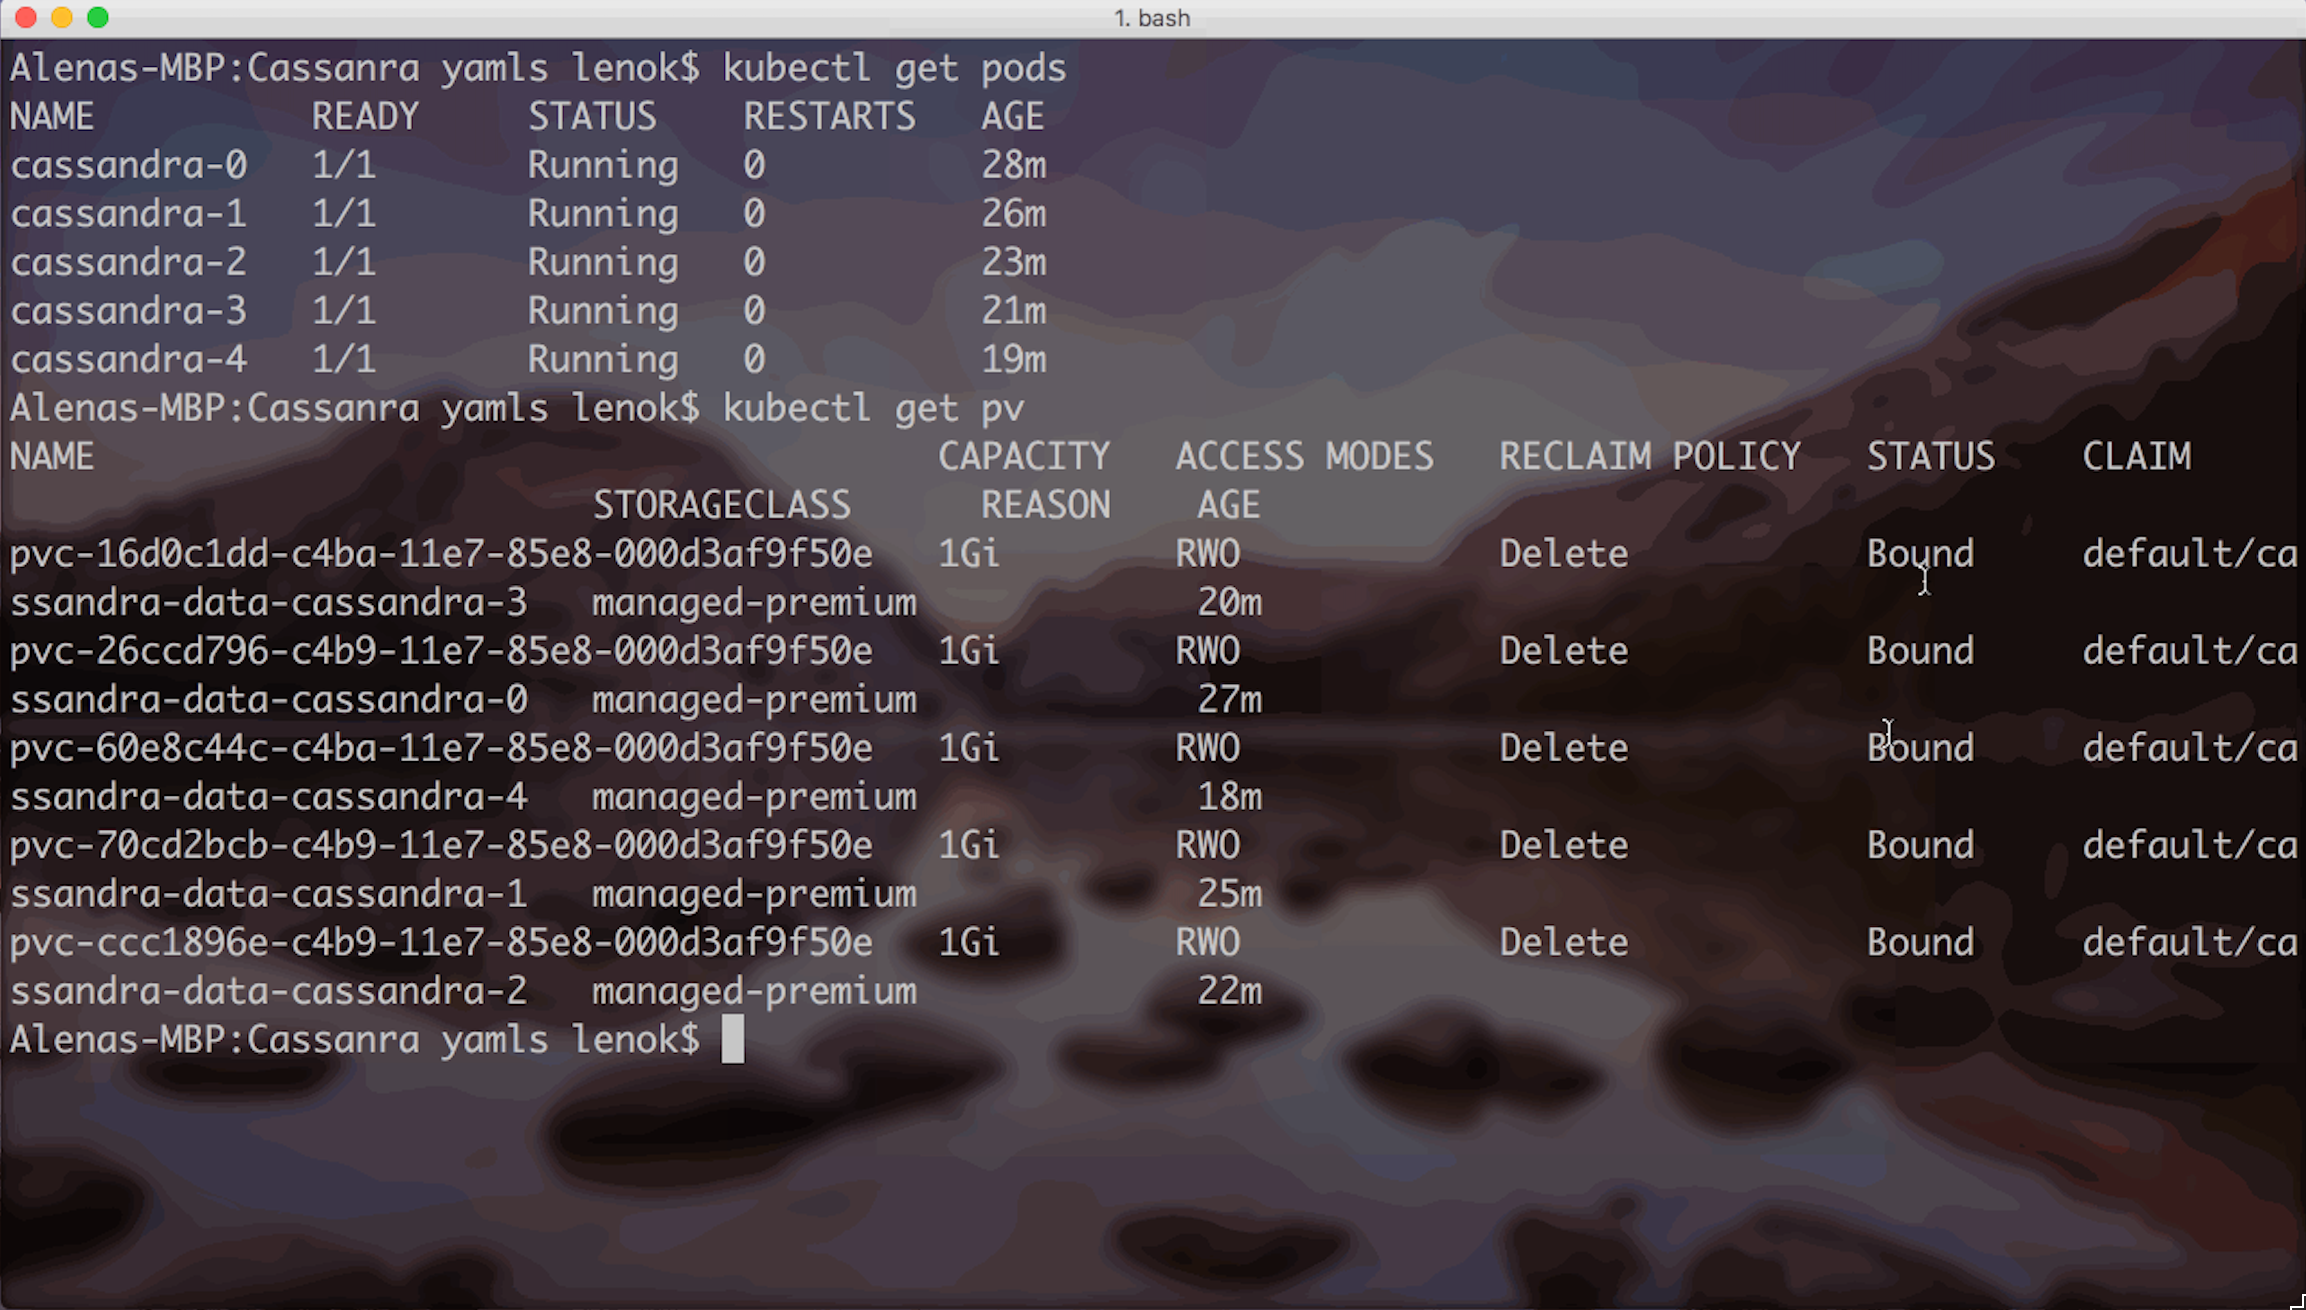 1. bash
Alenas-MBP:Cassanra yamls lenok$ kubectl get pods
NAME READY STATUS RESTARTS AGE
cassandra-0 1/1 Running 0 28m
cassandra-1 1/1 Running 0 26m
cassandra-2 1/1 Running 0 23m
cassandra-3 1/1 Running 0 21m
cassandra-4 1/1 Running 0 19m
Alenas-MBP:Cassanra yamls lenok$ kubectl get pv
NAME CAPACITY ACCESS MODES RECLAIM POLICY STATUS CLAIM
STORAGECLASS REASON AGE
pvc-16d0c1dd-c4ba-11e7-85e8-000d3af9f50e 1Gi RWO Delete Bound default/ca
ssandra-data-cassandra-3 managed-premium 20m
pvc-26ccd796-c4b9-11e7-85e8-000d3af9f50e 1Gi RWO Delete Bound default/ca
ssandra-data-cassandra-0 managed-premium 27m
pvc-60e8c44c-c4ba-11e7-85e8-000d3af9f50e 1Gi RWO Delete Bound default/ca
ssandra-data-cassandra-4 managed-premium 18m
pvc-70cd2bcb-c4b9-11e7-85e8-000d3af9f50e 1Gi RWO Delete Bound default/ca
ssandra-data-cassandra-1 managed-premium 25m
pvc-ccc1896e-c4b9-11e7-85e8-000d3af9f50e 1Gi RWO Delete Bound default/ca
ssandra-data-cassandra-2 managed-premium 22m
Alenas-MBP:Cassanra yamls lenok$